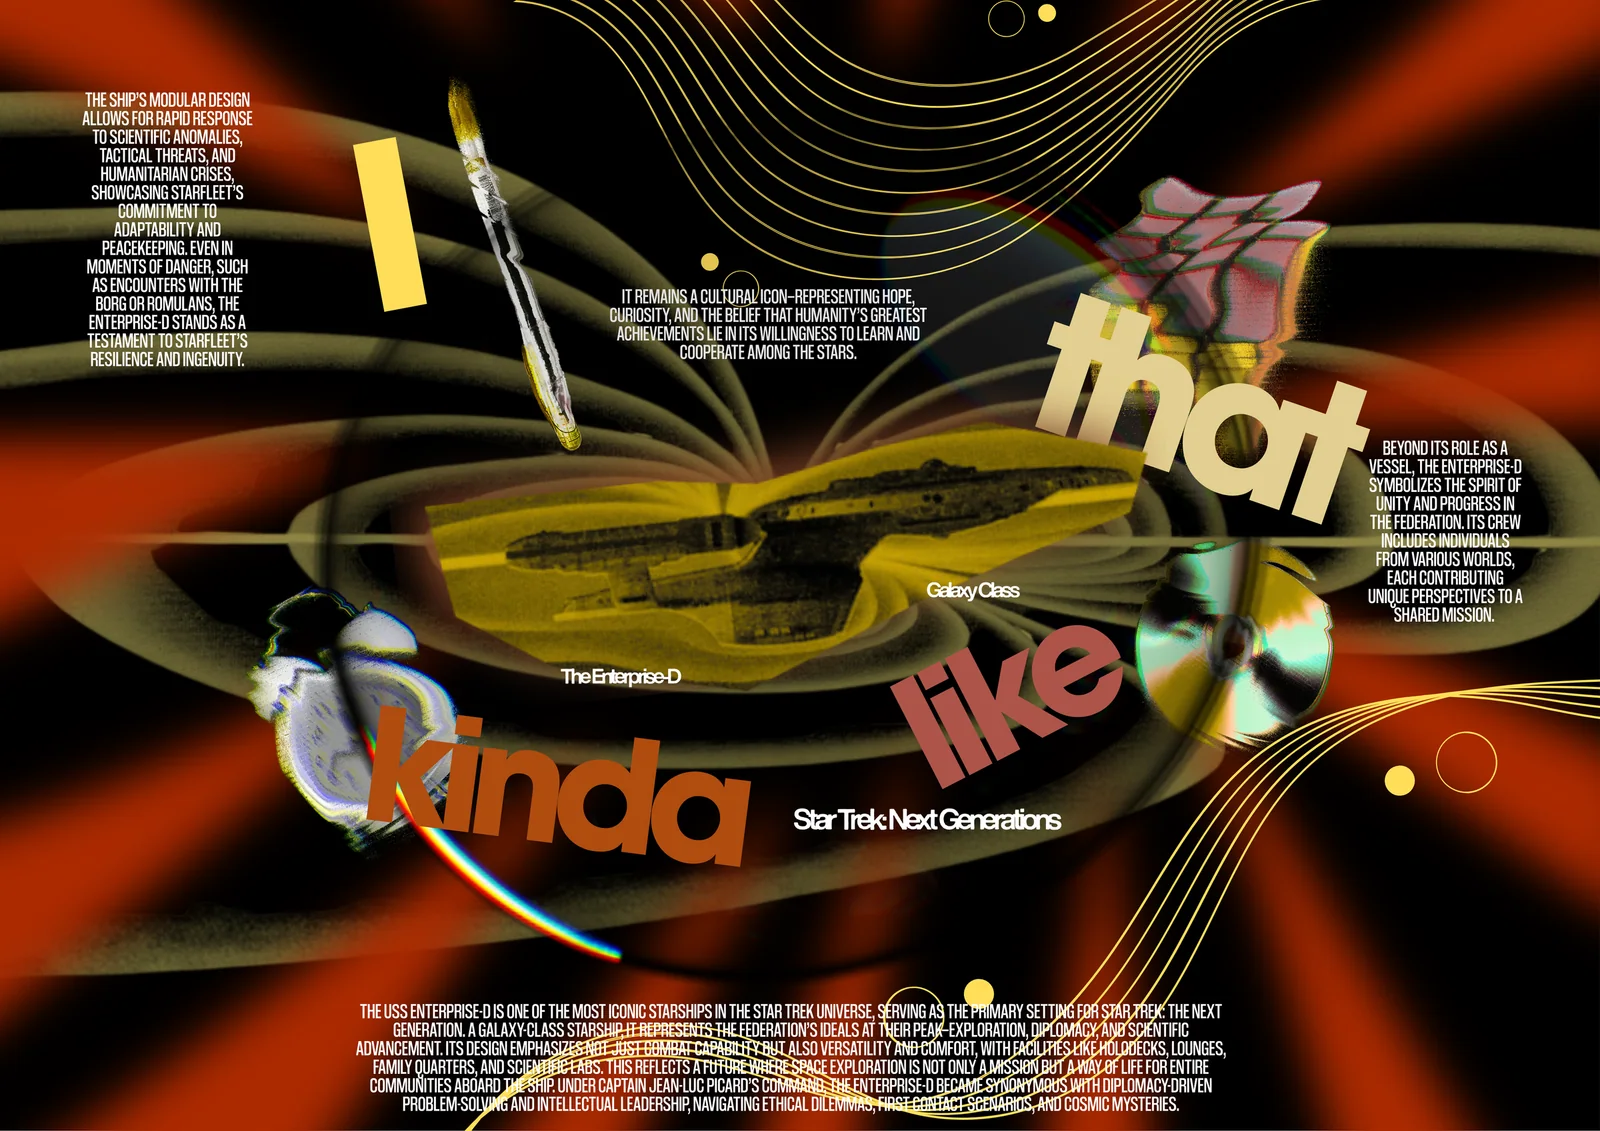 THE SHIP'S MODULAR DESIGN
ALLOWS FOR RAPID RESPONSE
TO SCIENTIFIC ANOMALIES,
TACTICAL THREATS, AND
HUMANITARIAN CRISES,
SHOWCASING STARFLEET'S
COMMITMENT TO
ADAPTABILITY AND
PEACEKEEPING. EVEN IN
MOMENTS OF DANGER, SUCH
AS ENCOUNTERS WITH THE
BORG OR ROMULANS, THE
ENTERPRISE-D STANDS AS A
TESTAMENT TO STARFLEET'S
RESILIENCE AND INGENUITY.
I
kinda
like
that
IT REMAINS A CULTURAL ICON—REPRESENTING HOPE,
CURIOSITY, AND THE BELIEF THAT HUMANITY'S GREATEST
ACHIEVEMENTS LIE IN ITS WILLINGNESS TO LEARN AND
COOPERATE AMONG THE STARS.
BEYOND ITS ROLE AS A
VESSEL, THE ENTERPRISE-D
SYMBOLIZES THE SPIRIT OF
UNITY AND PROGRESS IN
THE FEDERATION. ITS CREW
INCLUDES INDIVIDUALS
FROM VARIOUS WORLDS,
EACH CONTRIBUTING
UNIQUE PERSPECTIVES TO A
SHARED MISSION.
Galaxy Class
The Enterprise-D
Star Trek: Next Generations
THE USS ENTERPRISE-D IS ONE OF THE MOST ICONIC STARSHIPS IN THE STAR TREK UNIVERSE, SERVING AS THE PRIMARY SETTING FOR STAR TREK: THE NEXT
GENERATION. A GALAXY-CLASS STARSHIP, IT REPRESENTS THE FEDERATION'S IDEALS AT THEIR PEAK—EXPLORATION, DIPLOMACY, AND SCIENTIFIC
ADVANCEMENT. ITS DESIGN EMPHASIZES NOT JUST COMBAT CAPABILITY BUT ALSO VERSATILITY AND COMFORT, WITH FACILITIES LIKE HOLODECKS, LOUNGES,
FAMILY QUARTERS, AND SCIENTIFIC LABS. THIS REFLECTS A FUTURE WHERE SPACE EXPLORATION IS NOT ONLY A MISSION BUT A WAY OF LIFE FOR ENTIRE
COMMUNITIES ABOARD THE SHIP. UNDER CAPTAIN JEAN-LUC PICARD'S COMMAND, THE ENTERPRISE-D BECAME SYNONYMOUS WITH DIPLOMACY-DRIVEN
PROBLEM-SOLVING AND INTELLECTUAL LEADERSHIP, NAVIGATING ETHICAL DILEMMAS, FIRST CONTACT SCENARIOS, AND COSMIC MYSTERIES.